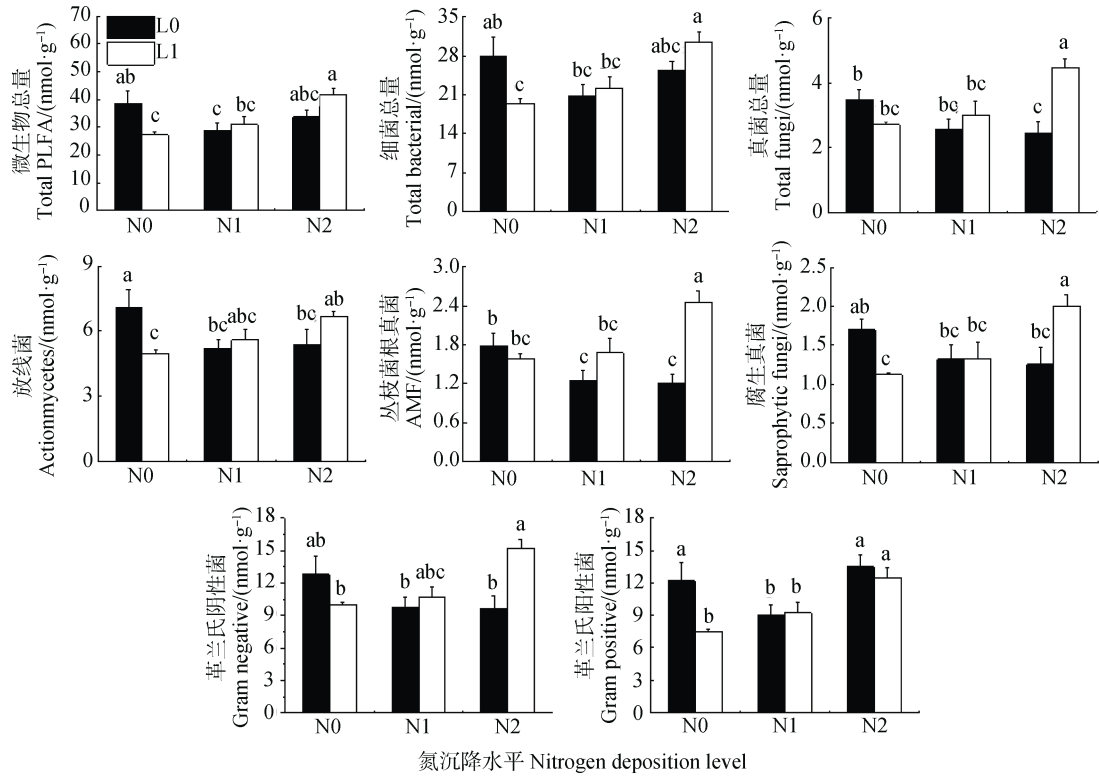 微生物总量
Total PLFA/(nmol·g⁻¹)
70
60
50
40
30
20
10
0
L0
L1
ab
c
c
bc
abc
a
N0 N1 N2
细菌总量
Total bacterial/(nmol·g⁻¹)
35
28
21
14
7
0
ab
c
bc
bc
abc
a
N0 N1 N2
真菌总量
Total fungi/(nmol·g⁻¹)
6
4
2
0
b
bc
bc
bc
c
a
N0 N1 N2
放线菌
Actionmycetes/(nmol·g⁻¹)
9
6
3
0
a
c
bc
abc
bc
ab
N0 N1 N2
丛枝菌根真菌
AMF/(nmol·g⁻¹)
3.0
2.4
1.8
1.2
0.6
0.0
b
bc
c
bc
c
a
N0 N1 N2
腐生真菌
Saprophytic fungi/(nmol·g⁻¹)
2.5
2.0
1.5
1.0
0.5
0.0
ab
c
bc
bc
bc
a
N0 N1 N2
革兰氏阴性菌
Gram negative/(nmol·g⁻¹)
18
15
12
9
6
3
0
ab
b
b
abc
b
a
N0 N1 N2
革兰氏阳性菌
Gram positive/(nmol·g⁻¹)
18
15
12
9
6
3
0
a
b
b
b
a
a
N0 N1 N2
氮沉降水平 Nitrogen deposition level